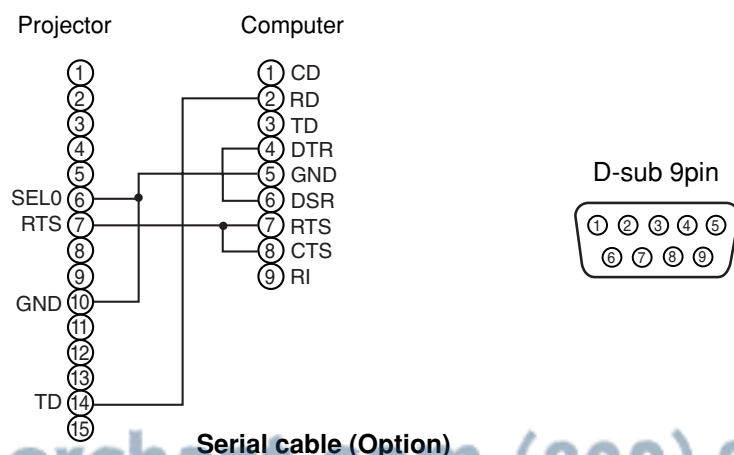 Projector
Computer
1
2
3
4
5
SEL0 6
RTS 7
8
9
GND 10
11
12
13
TD 14
15
1 CD
2 RD
3 TD
4 DTR
5 GND
6 DSR
7 RTS
8 CTS
9 RI
D-sub 9pin
1 2 3 4 5
6 7 8 9
Serial cable (Option)